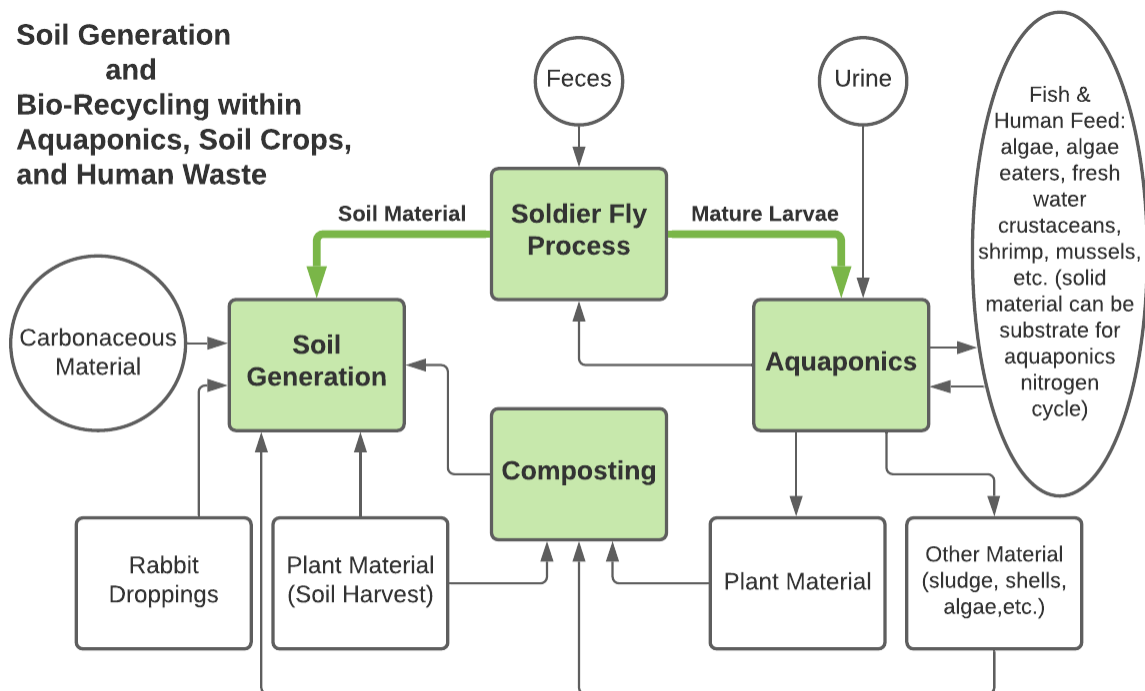 Soil Generation
and
Bio-Recycling within
Aquaponics, Soil Crops,
and Human Waste
Feces
Urine
Fish &
Human Feed:
algae, algae
eaters, fresh
water
crustaceans,
shrimp, mussels,
etc. (solid
material can be
substrate for
aquaponics
nitrogen
cycle)
Soil Material
Soldier Fly
Process
Mature Larvae
Carbonaceous
Material
Soil
Generation
Aquaponics
Composting
Rabbit
Droppings
Plant Material
(Soil Harvest)
Plant Material
Other Material
(sludge, shells,
algae,etc.)